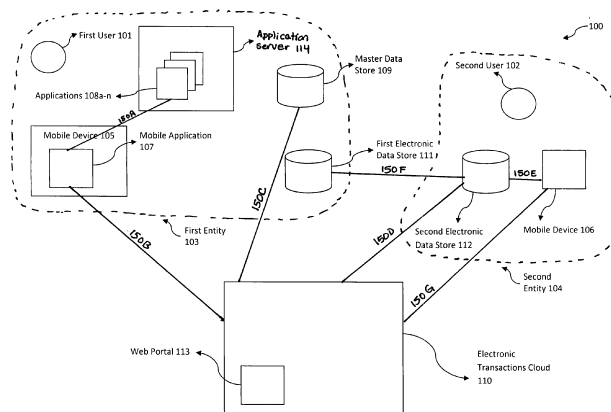 100
First User 101
Application
server 114
Master Data
Store 109
Second User 102
Applications 108a-n
150A
Mobile Device 105
Mobile Application
107
First Electronic
Data Store 111
150F
150E
150C
150B
150D
150G
First Entity
103
Second Electronic
Data Store 112
Mobile Device 106
Second
Entity 104
Web Portal 113
Electronic
Transactions Cloud
110